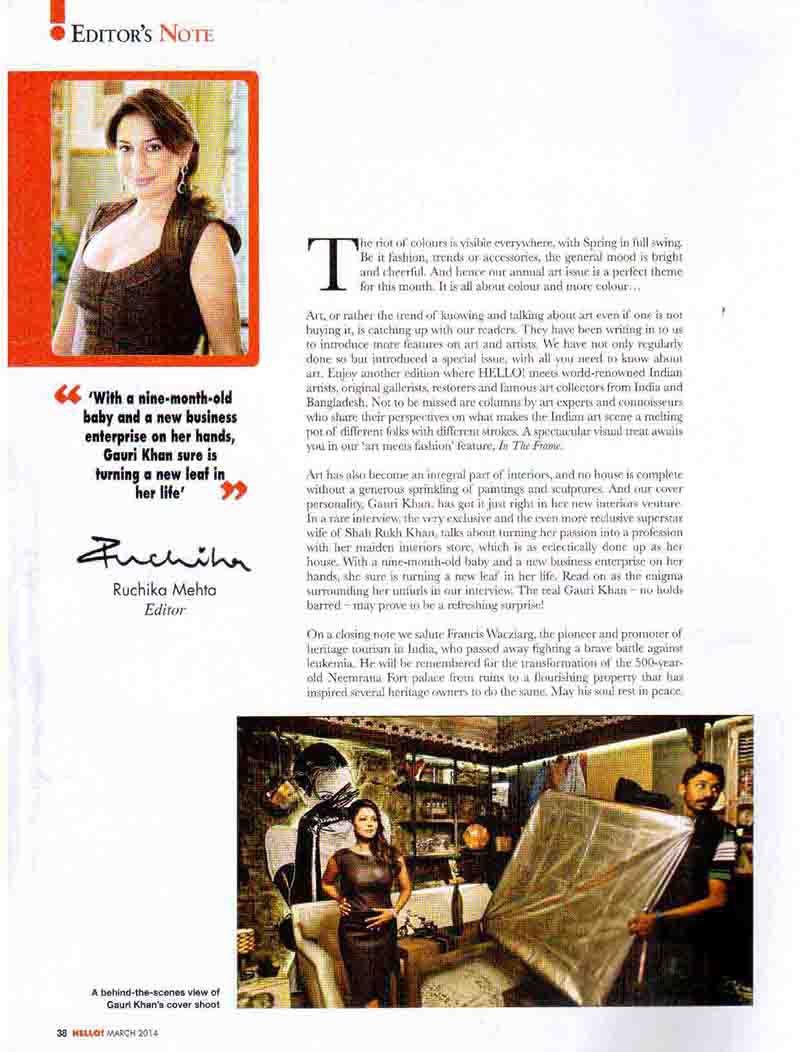 EDITOR'S NOTE
The riot of colours is visible everywhere, with Spring in full swing.
Be it fashion, trends or accessories, the general mood is bright
and cheerful. And hence our annual art issue is a perfect theme
for this month. It is all about colour and more colour…
Art, or rather the trend of knowing and talking about art even if one is not
buying it, is catching up with our readers. They have been writing in to us
to introduce more features on art and artists. We have not only regularly
done so but introduced a special issue, with all you need to know about
art. Enjoy another edition where HELLO! meets world-renowned Indian
artists, original gallerists, restorers and famous art collectors from India and
Bangladesh. Not to be missed are columns by art experts and connoisseurs
who share their perspectives on what makes the Indian art scene a melting
pot of different folks with different strokes. A spectacular visual treat awaits
you in our 'art meets fashion' feature, In The Frame.
Art has also become an integral part of interiors, and no house is complete
without a generous sprinkling of paintings and sculptures. And our cover
personality, Gauri Khan, has got it just right in her new interiors venture.
In a rare interview, the very exclusive and the even more reclusive superstar
wife of Shah Rukh Khan, talks about turning her passion into a profession
with her maiden interiors store, which is as eclectically done up as her
house. With a nine-month-old baby and a new business enterprise on her
hands, she sure is turning a new leaf in her life. Read on as the enigma
surrounding her unfurls in our interview. The real Gauri Khan – no holds
barred – may prove to be a refreshing surprise!
On a closing note we salute Francis Wacziarg, the pioneer and promoter of
heritage tourism in India, who passed away fighting a brave battle against
leukemia. He will be remembered for the transformation of the 500-year-
old Neemrana Fort palace from ruins to a flourishing property that has
inspired several heritage owners to do the same. May his soul rest in peace.
“ 'With a nine-month-old
baby and a new business
enterprise on her hands,
Gauri Khan sure is
turning a new leaf in
her life' ”
Ruchika
Ruchika Mehta
Editor
A behind-the-scenes view of
Gauri Khan's cover shoot
38 HELLO! MARCH 2014